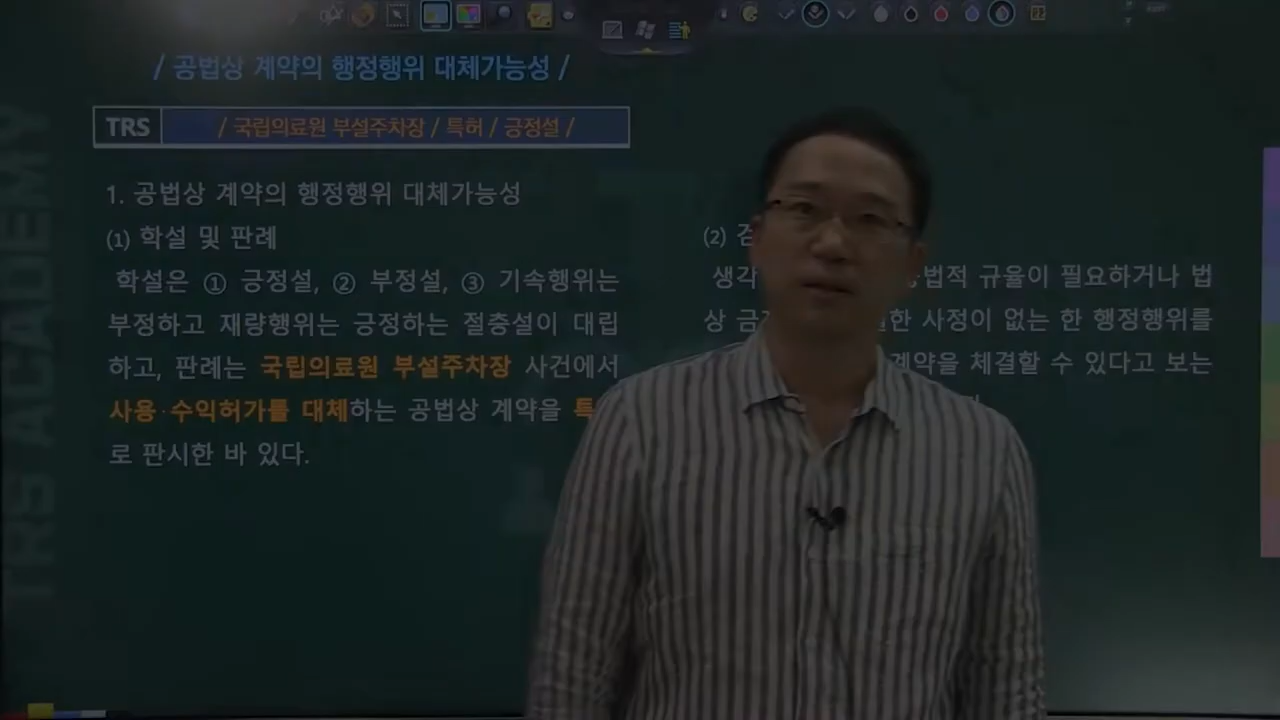 / 공법상 계약의 행정행위 대체가능성 /
TRS / 국립의료원 부설주차장 / 특허 / 긍정설 /
1. 공법상 계약의 행정행위 대체가능성
(1) 학설 및 판례
학설은 ① 긍정설, ② 부정설, ③ 기속행위는
부정하고 재량행위는 긍정하는 절충설이 대립
하고, 판례는 국립의료원 부설주차장 사건에서
사용·수익허가를 대체하는 공법상 계약을
로 판시한 바 있다.
(2)
규율이 필요하거나 법
상 사정이 없는 한 행정행위를
계약을 체결할 수 있다고 보는
TRS ACADEMY